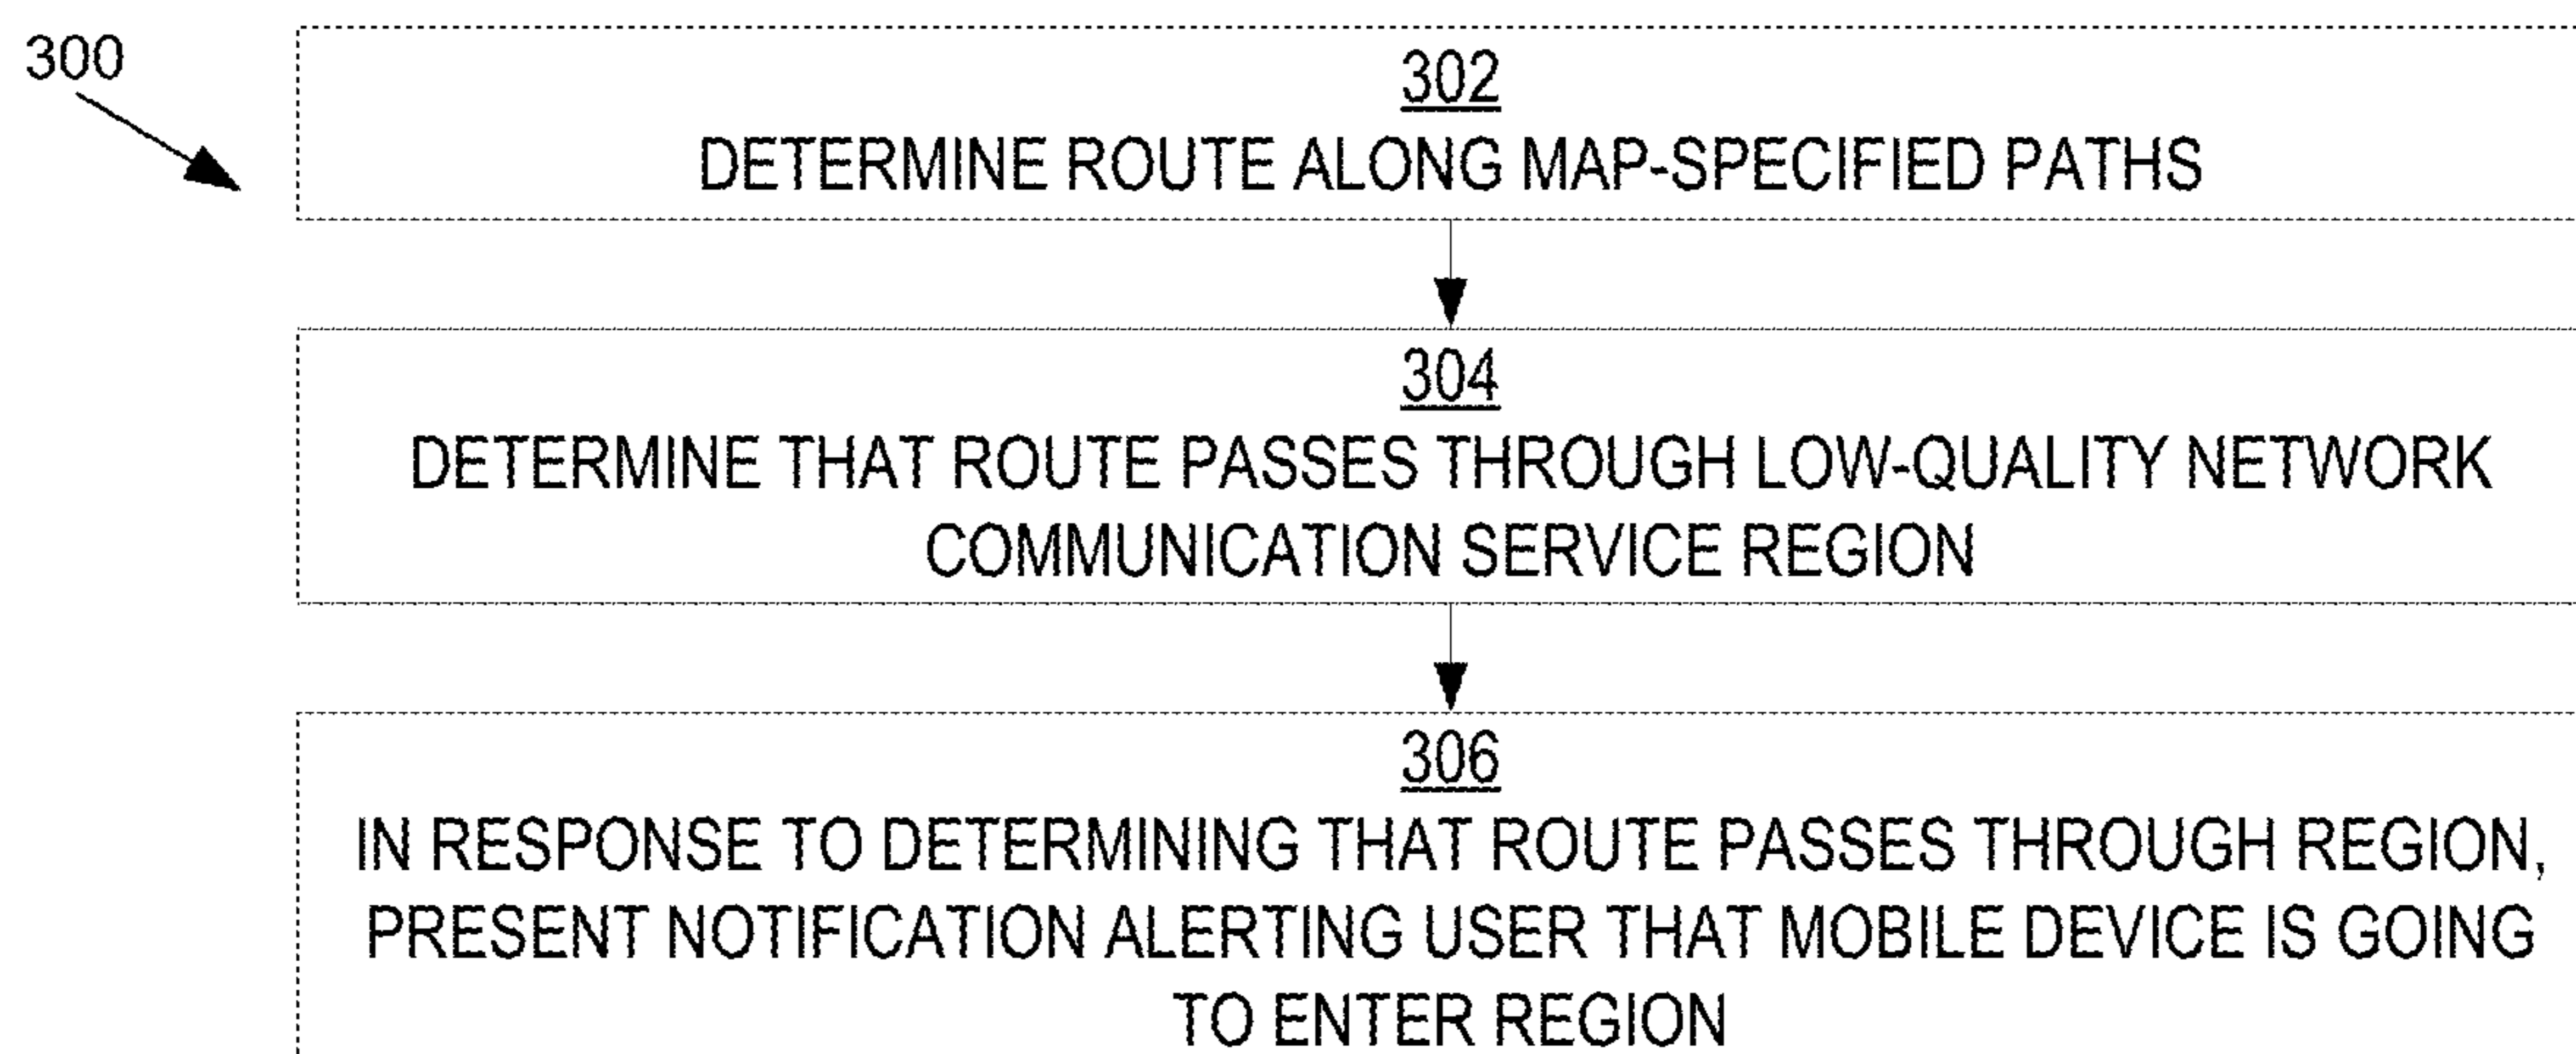 300
302
DETERMINE ROUTE ALONG MAP-SPECIFIED PATHS
304
DETERMINE THAT ROUTE PASSES THROUGH LOW-QUALITY NETWORK
COMMUNICATION SERVICE REGION
306
IN RESPONSE TO DETERMINING THAT ROUTE PASSES THROUGH REGION,
PRESENT NOTIFICATION ALERTING USER THAT MOBILE DEVICE IS GOING
TO ENTER REGION